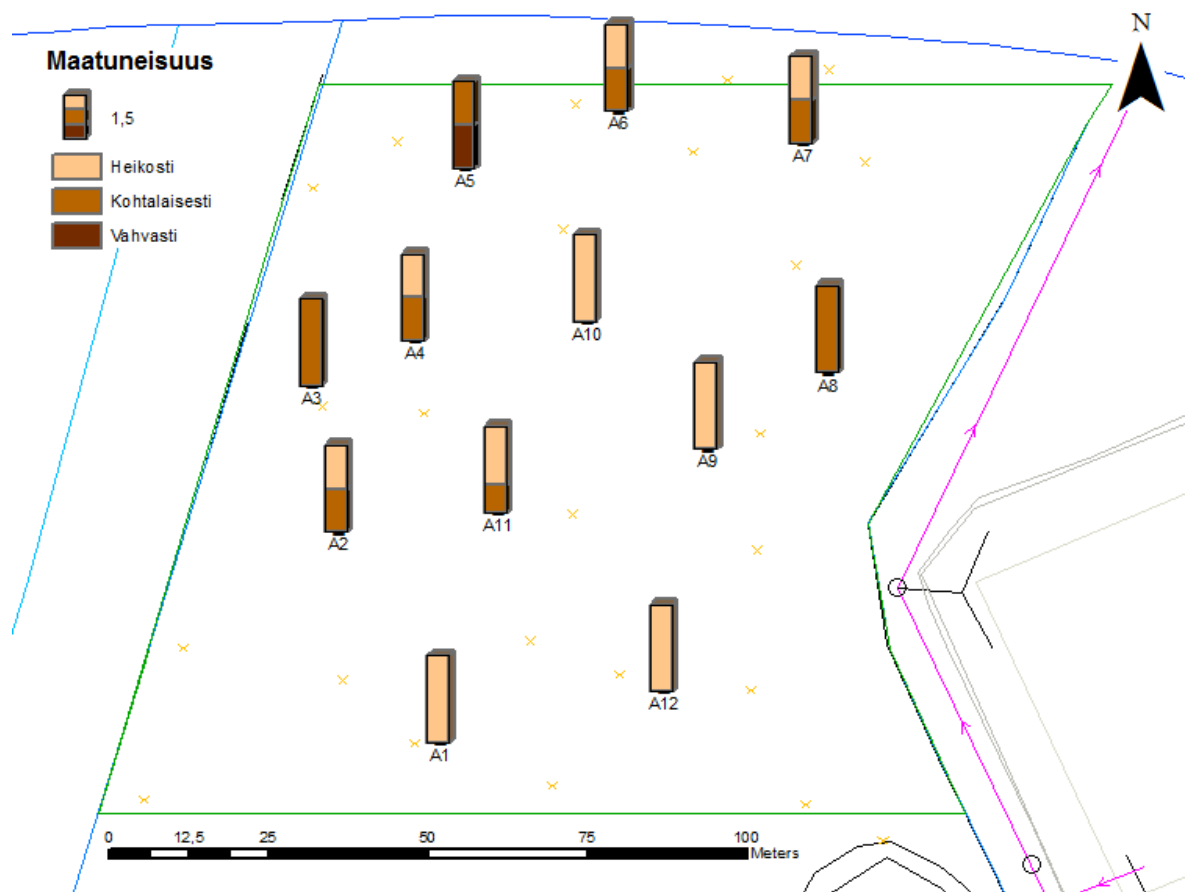 N
Maatuneisuus
1,5
Heikosti
Kohtalaisesti
Vahvasti
A6
A7
A5
A10
A4
A8
A3
A9
A11
A2
A12
A1
0 12,5 25 50 75 100
Meters